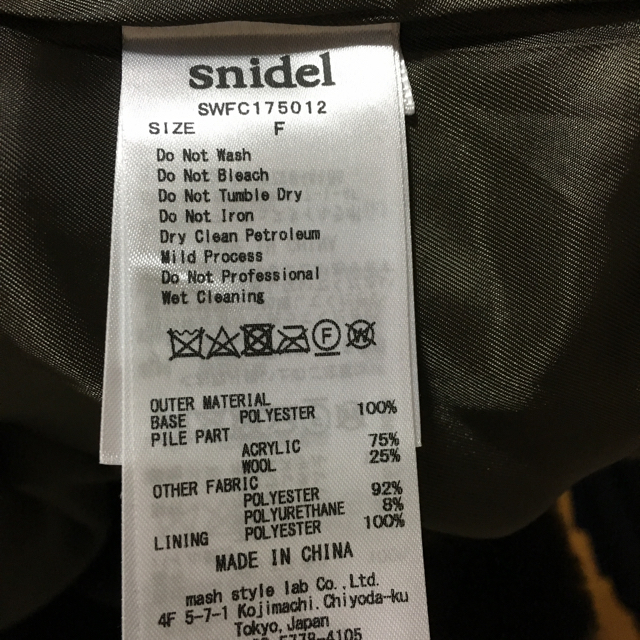 snidel
SWFC175012
SIZE F
Do Not Wash
Do Not Bleach
Do Not Tumble Dry
Do Not Iron
Dry Clean Petroleum
Mild Process
Do Not Professional
Wet Cleaning
F W
OUTER MATERIAL
BASE POLYESTER 100%
PILE PART
ACRYLIC 75%
WOOL 25%
OTHER FABRIC
POLYESTER 92%
POLYURETHANE 8%
LINING POLYESTER 100%
MADE IN CHINA
mash style lab Co.,Ltd.
4F 5-7-1 Kojimachi.Chiyoda-ku
Tokyo.Japan
5778-4105